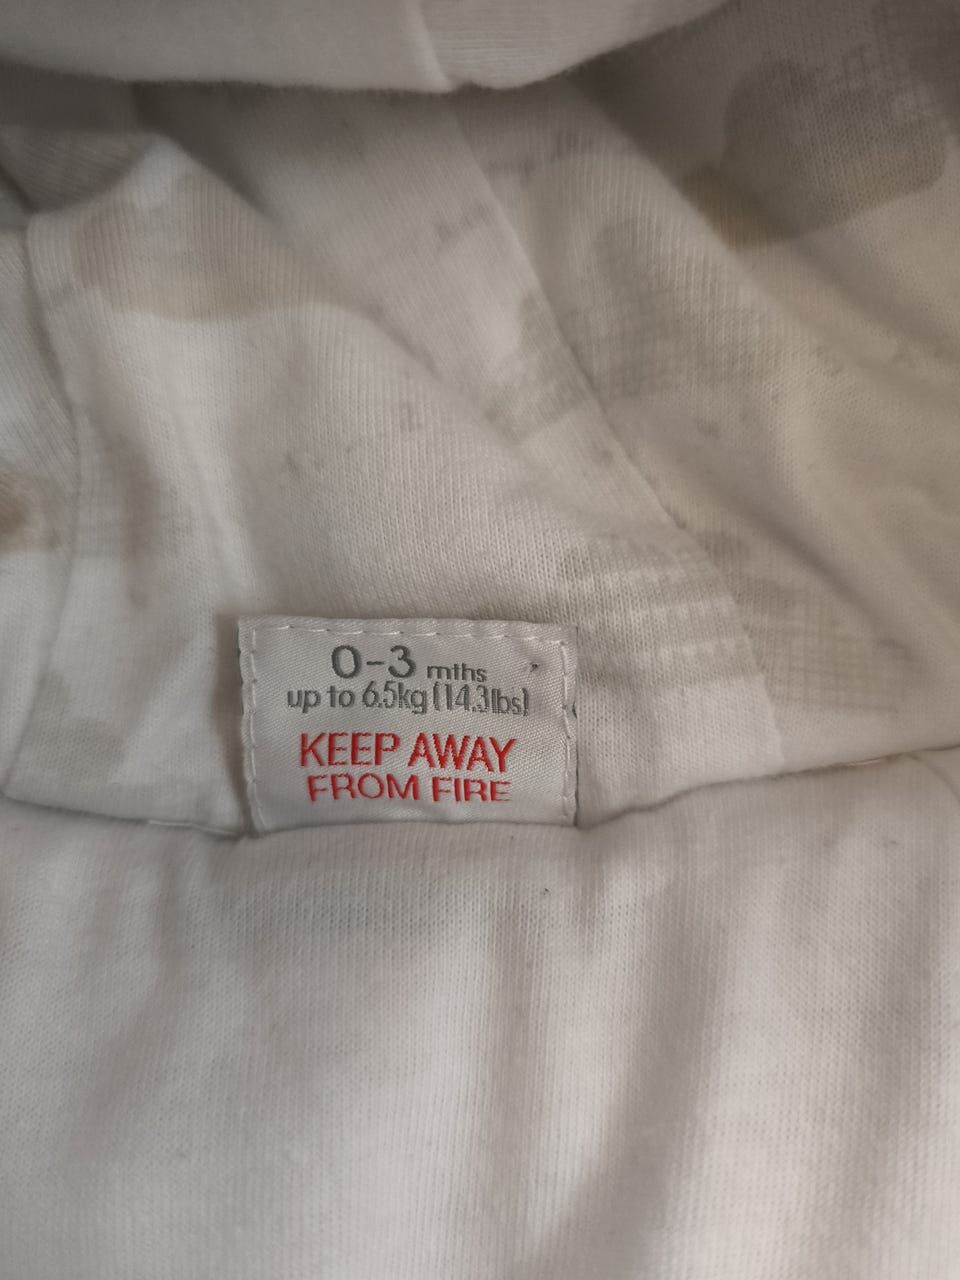 0-3 mths
up to 6.5kg (14.3lbs)
KEEP AWAY
FROM FIRE